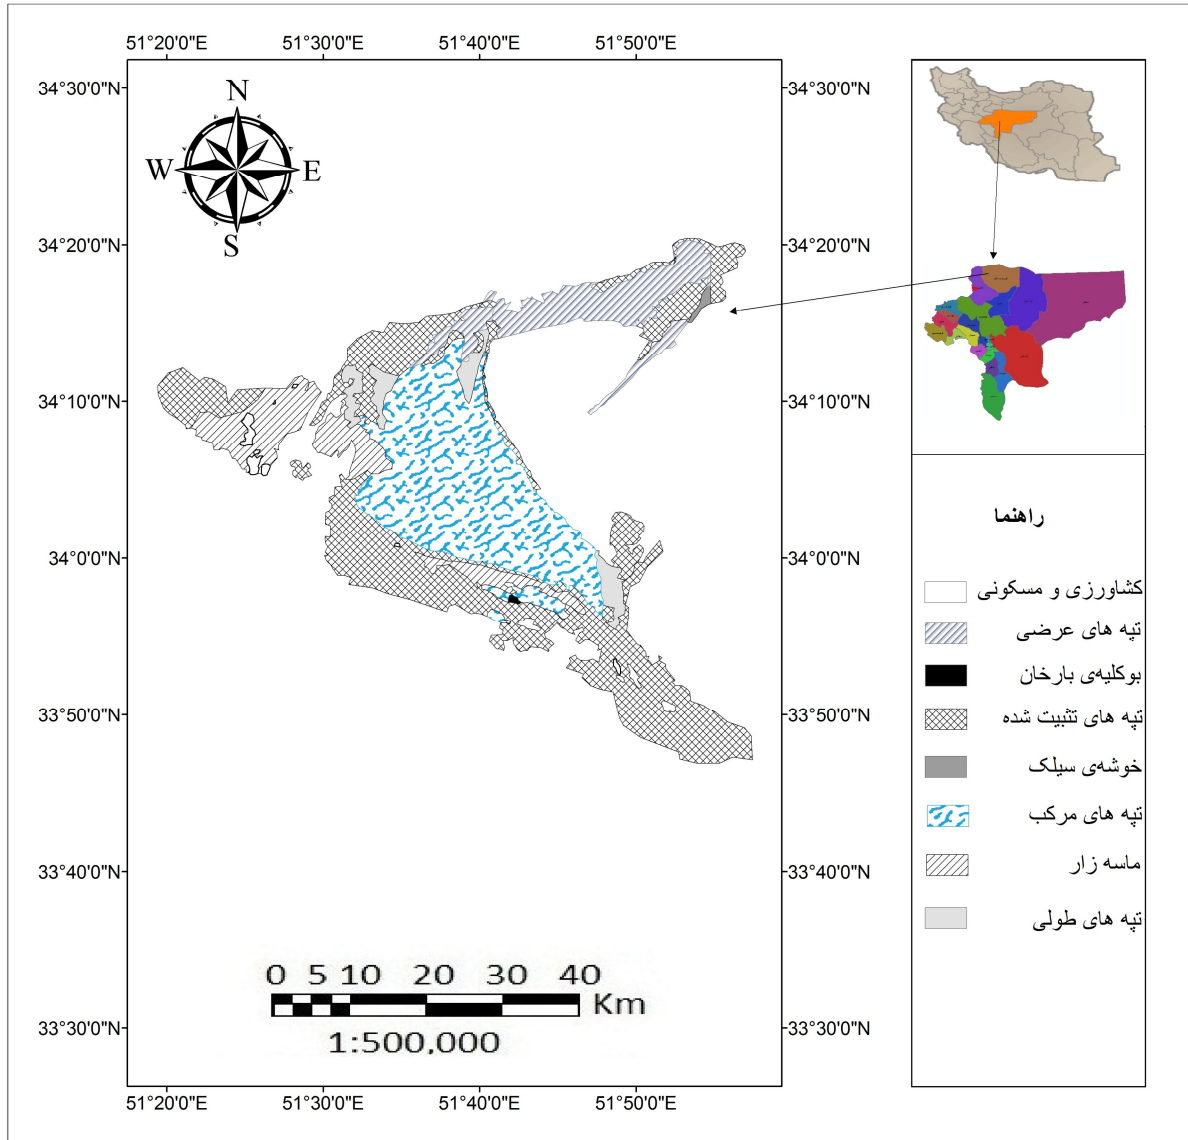 51°20'0"E 51°30'0"E 51°40'0"E 51°50'0"E
34°30'0"N 34°30'0"N
N
W E
S
34°20'0"N 34°20'0"N
34°10'0"N 34°10'0"N
34°0'0"N 34°0'0"N
33°50'0"N 33°50'0"N
33°40'0"N 33°40'0"N
33°30'0"N 33°30'0"N
0 5 10 20 30 40
Km
1:500,000
51°20'0"E 51°30'0"E 51°40'0"E 51°50'0"E
راهنما
کشاورزی و مسکونی
تپه های عرضی
بوکلیه‌ی بارخان
تپه های تثبیت شده
خوشه‌ی سیلک
تپه های مرکب
ماسه زار
تپه های طولی